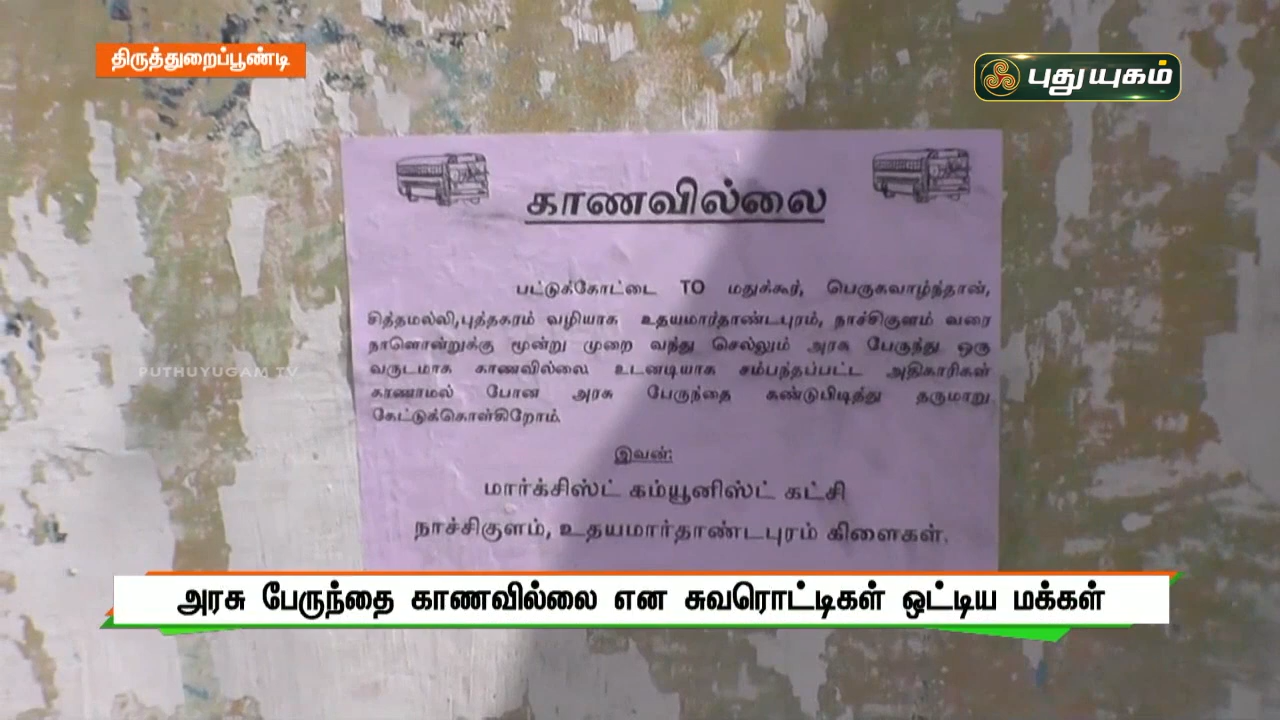 திருத்துறைப்பூண்டி
புதுயுகம்
காணவில்லை
பட்டுக்கோட்டை TO மதுக்கூர், பெருகவாழ்ந்தான்,
சித்தமல்லி,புத்தகரம் வழியாக உதயமார்தாண்டபுரம், நாச்சிகுளம் வரை
நாளொன்றுக்கு மூன்று முறை வந்து செல்லும் அரசு பேருந்து ஒரு
வருடமாக காணவில்லை. உடனடியாக சம்பந்தப்பட்ட அதிகாரிகள்
காணாமல் போன அரசு பேருந்தை கண்டுபிடித்து தருமாறு
கேட்டுக்கொள்கிறோம்.
PUTHUYUGAM TV
இவன்:
மார்க்சிஸ்ட் கம்யூனிஸ்ட் கட்சி
நாச்சிகுளம், உதயமார்தாண்டபுரம் கிளைகள்.
அரசு பேருந்தை காணவில்லை என சுவரொட்டிகள் ஒட்டிய மக்கள்